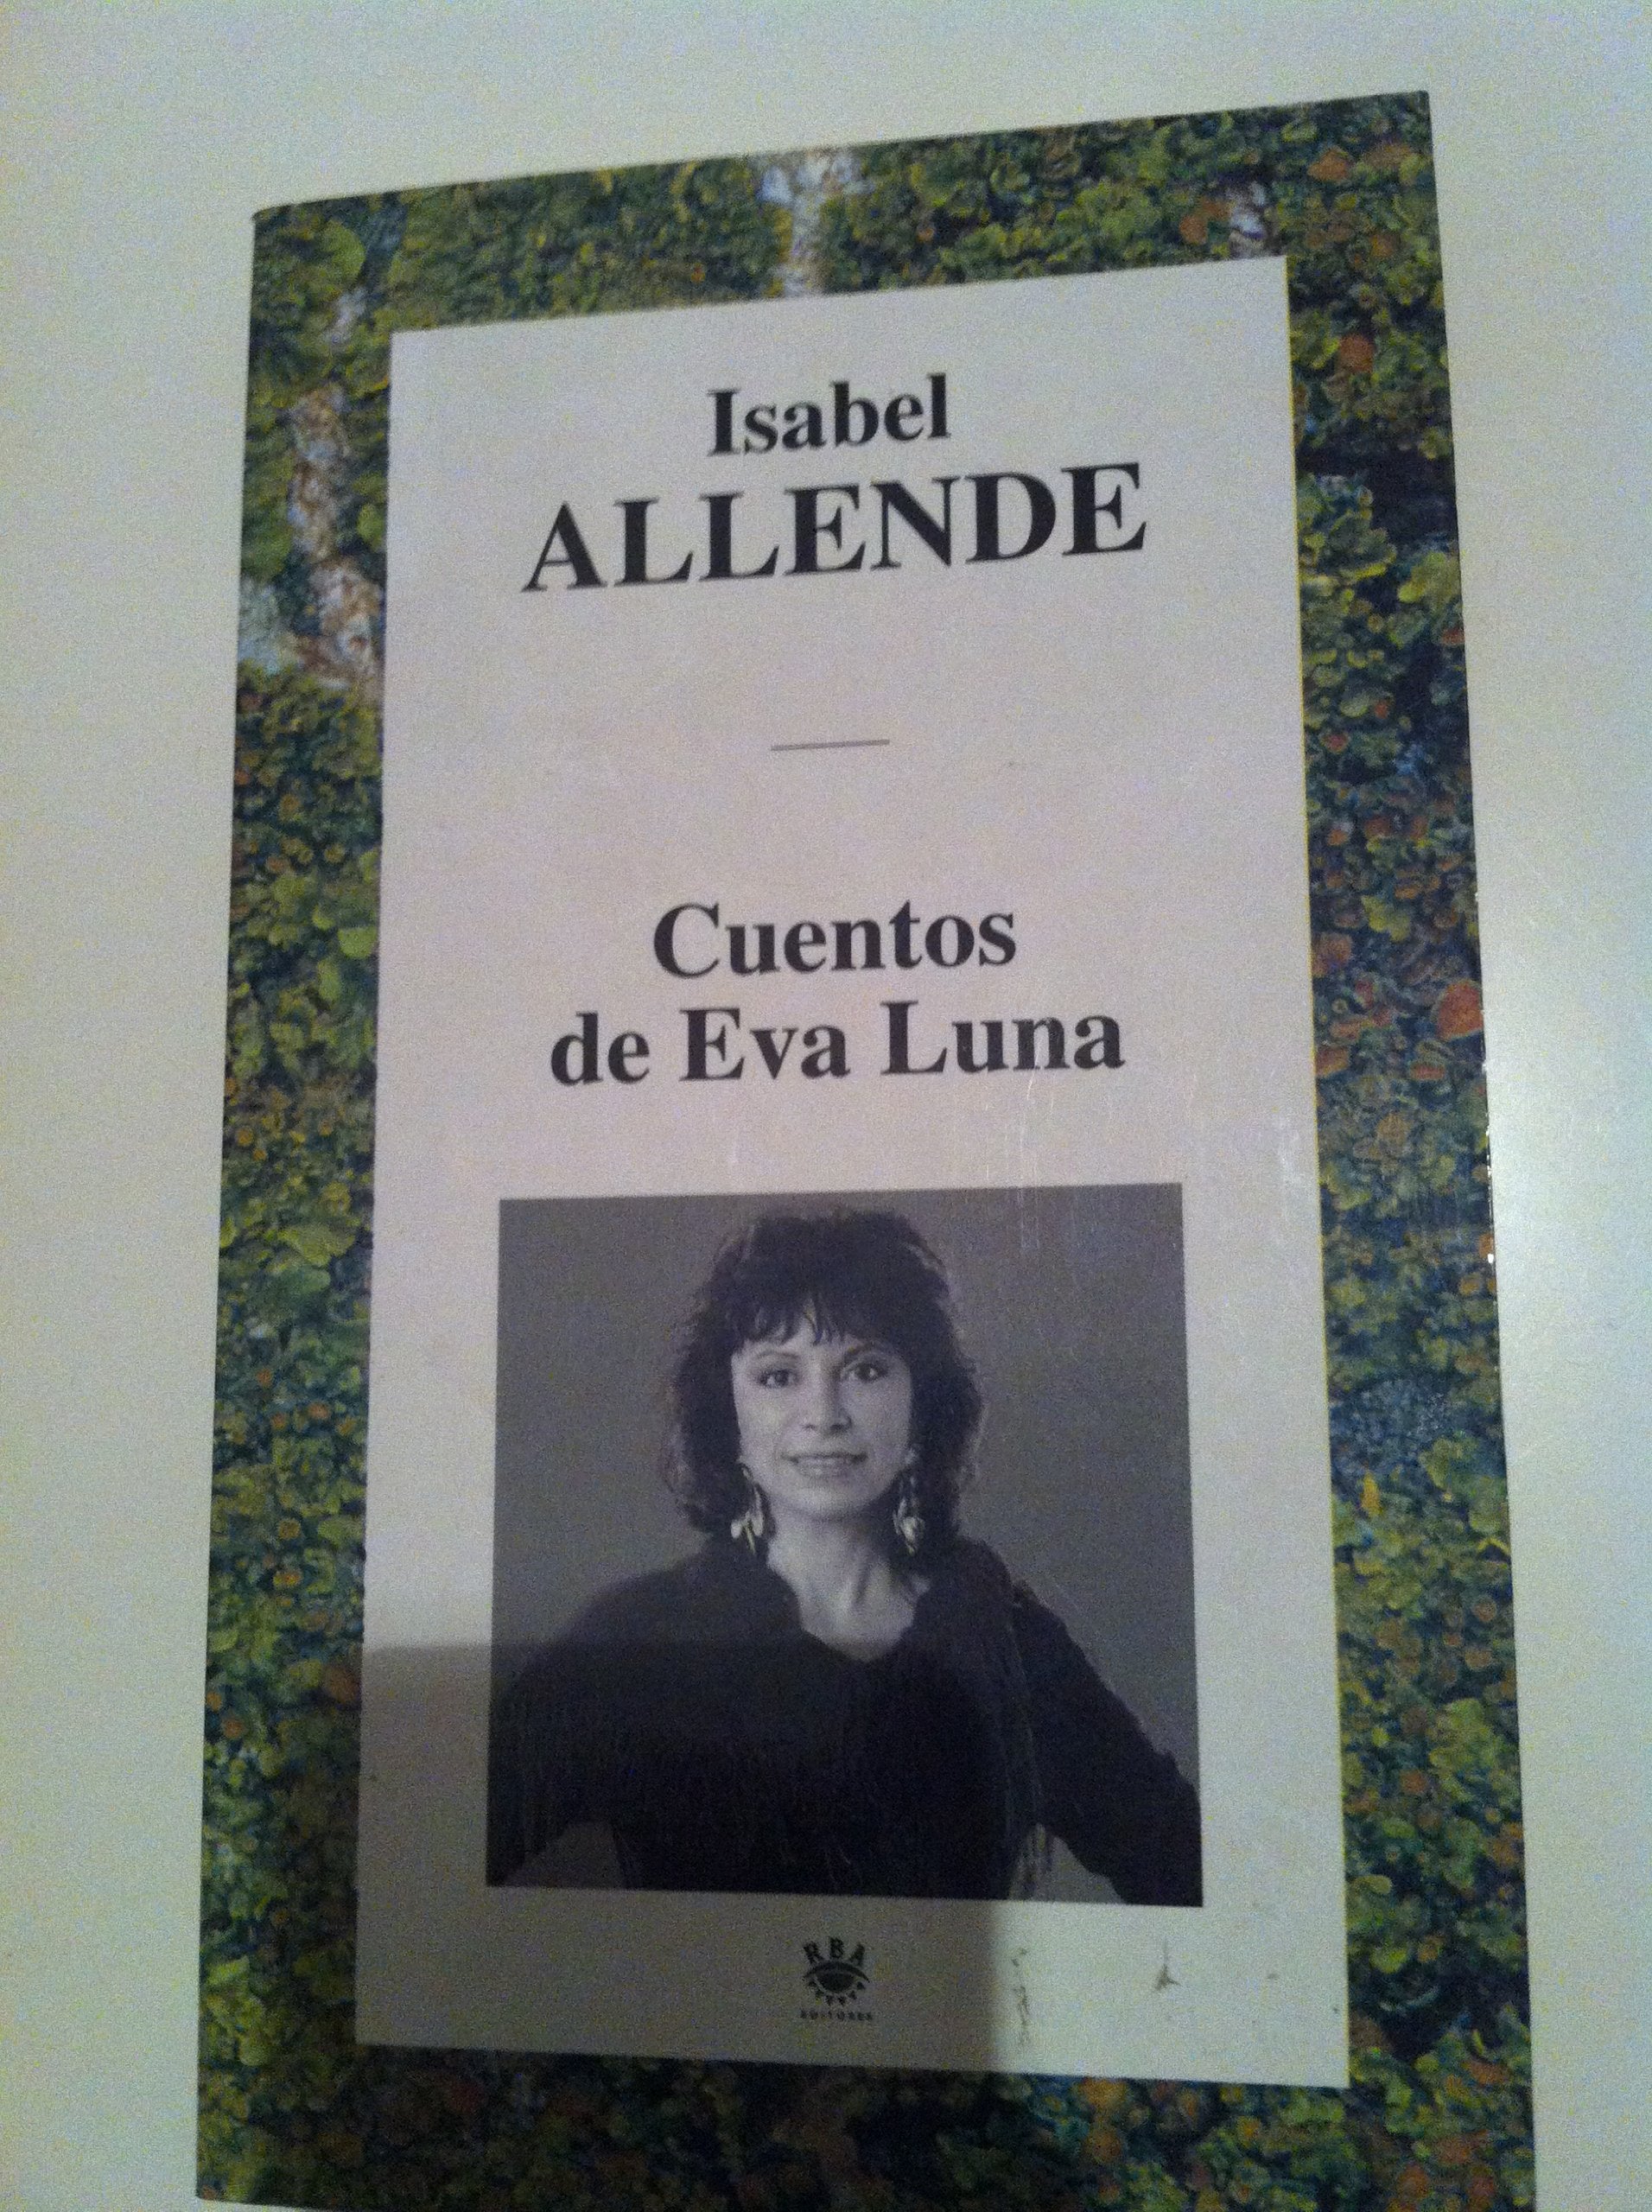 Isabel
ALLENDE
Cuentos
de Eva Luna
RBA
EDITORES